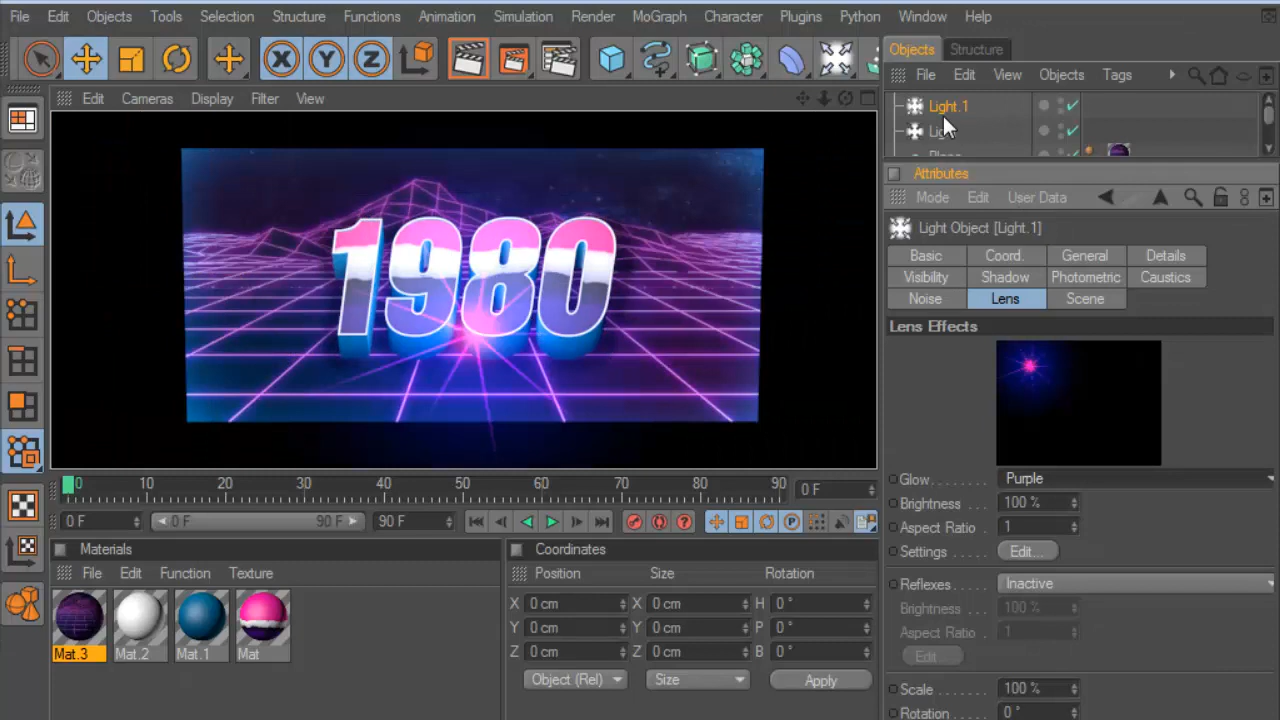 File Edit Objects Tools Selection Structure Functions Animation Simulation Render MoGraph Character Plugins Python Window Help
X Y Z
Objects Structure
File Edit View Objects Tags
Edit Cameras Display Filter View
Light.1
1980
Attributes
Mode Edit User Data
Light Object [Light.1]
Basic Coord. General Details
Visibility Shadow Photometric Caustics
Noise Lens Scene
Lens Effects
Glow: Purple
Brightness 100 %
Aspect Ratio 1
Settings Edit...
Reflexes Inactive
Brightness 100 %
Aspect Ratio 1
Edit...
Scale 100 %
Rotation 0 °
0 10 20 30 40 50 60 70 80 90 0 F
0 F 0 F 90 F 90 F
Materials
File Edit Function Texture
Mat.3 Mat.2 Mat.1 Mat
Coordinates
Position Size Rotation
X 0 cm X 0 cm H 0 °
Y 0 cm Y 0 cm P 0 °
Z 0 cm Z 0 cm B 0 °
Object (Rel) Size Apply